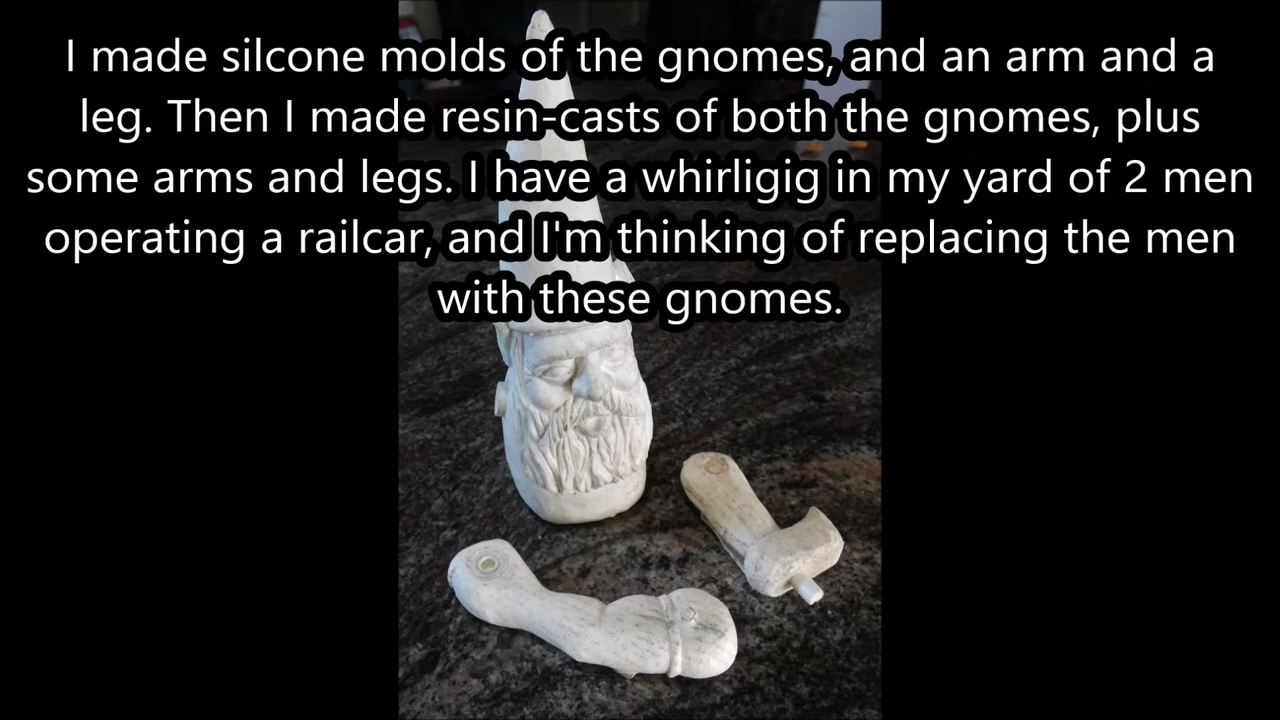 I made silcone molds of the gnomes, and an arm and a
leg. Then I made resin-casts of both the gnomes, plus
some arms and legs. I have a whirligig in my yard of 2 men
operating a railcar, and I'm thinking of replacing the men
with these gnomes.